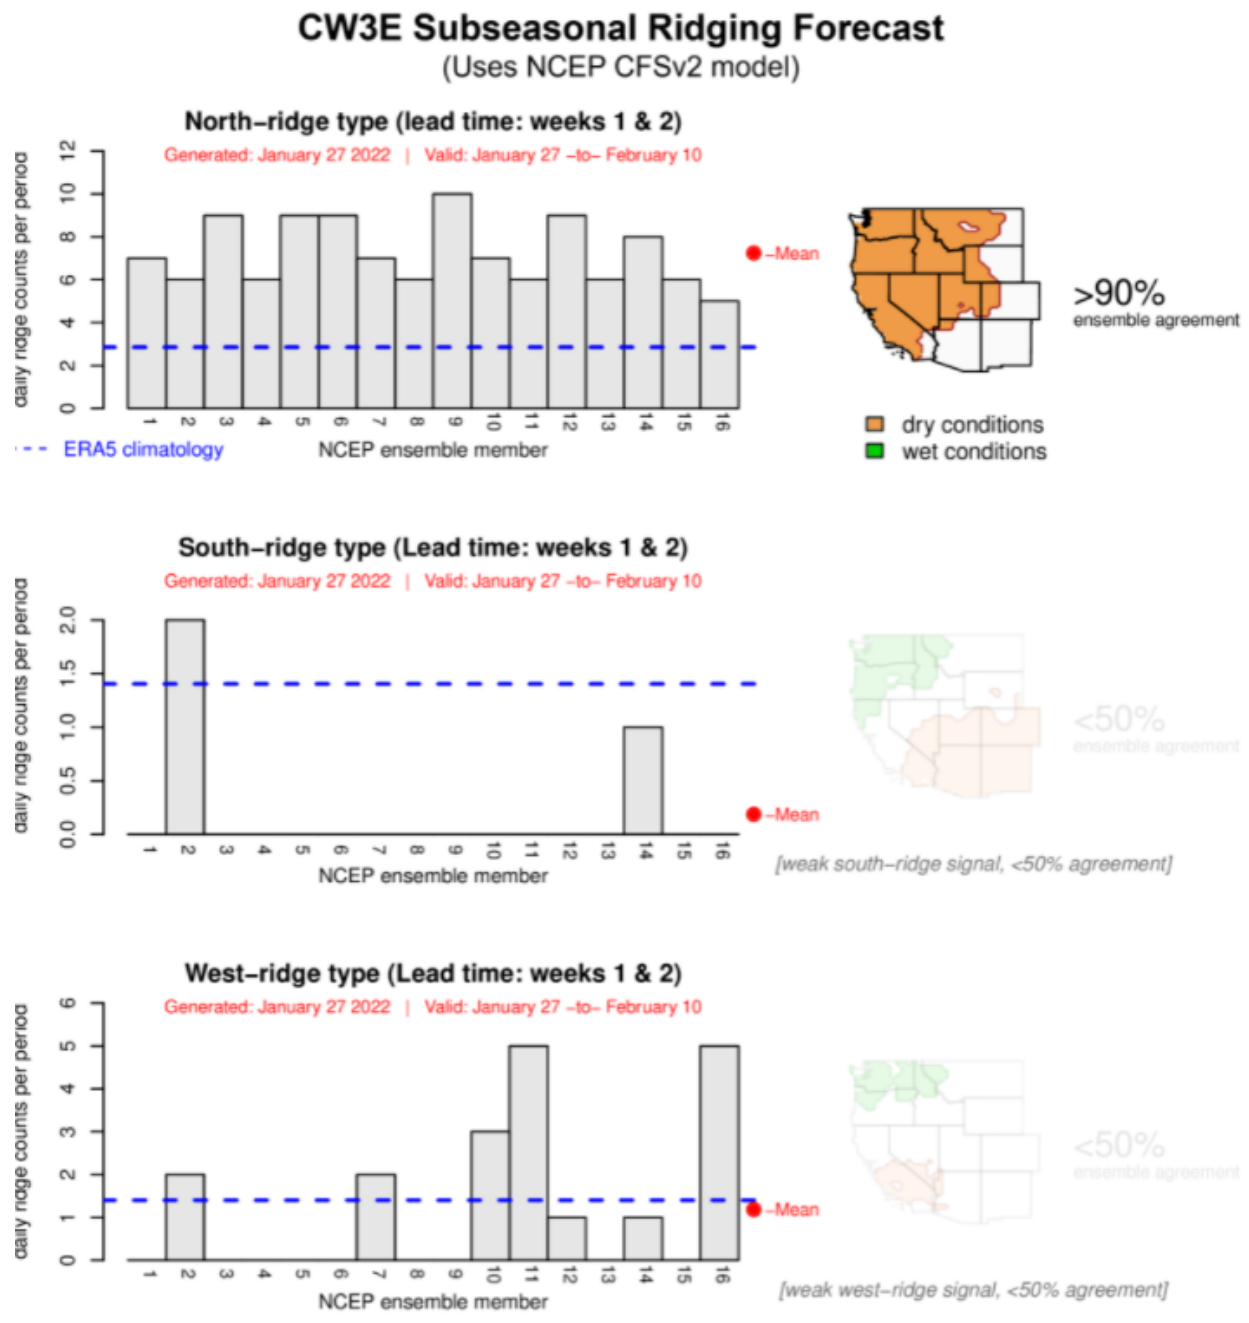 CW3E Subseasonal Ridging Forecast
(Uses NCEP CFSv2 model)
North−ridge type (lead time: weeks 1 & 2)
Generated: January 27 2022 | Valid: January 27 −to− February 10
daily ridge counts per period
12
10
8
6
4
2
0
1 2 3 4 5 6 7 8 9 10 11 12 13 14 15 16
NCEP ensemble member
ERA5 climatology
−Mean
>90%
ensemble agreement
dry conditions
wet conditions
South−ridge type (Lead time: weeks 1 & 2)
Generated: January 27 2022 | Valid: January 27 −to− February 10
daily ridge counts per period
2.0
1.5
1.0
0.5
0.0
1 2 3 4 5 6 7 8 9 10 11 12 13 14 15 16
NCEP ensemble member
−Mean
<50%
ensemble agreement
[weak south−ridge signal, <50% agreement]
West−ridge type (Lead time: weeks 1 & 2)
Generated: January 27 2022 | Valid: January 27 −to− February 10
daily ridge counts per period
6
5
4
3
2
1
0
1 2 3 4 5 6 7 8 9 10 11 12 13 14 15 16
NCEP ensemble member
−Mean
<50%
ensemble agreement
[weak west−ridge signal, <50% agreement]